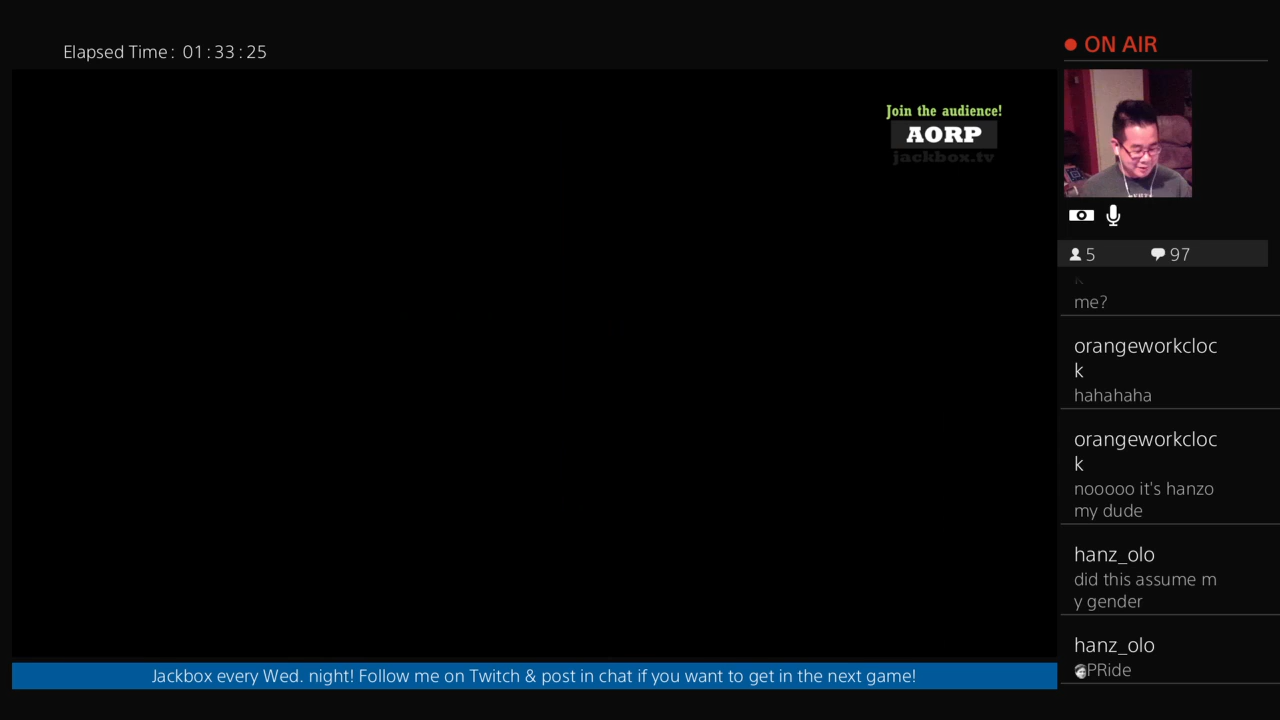 Elapsed Time: 01:33:25
ON AIR
Join the audience!
AORP
jackbox.tv
5 97
k
me?
orangeworkcloc
k
hahahaha
orangeworkcloc
k
nooooo it's hanzo
my dude
hanz_olo
did this assume m
y gender
hanz_olo
PRide
Jackbox every Wed. night! Follow me on Twitch & post in chat if you want to get in the next game!